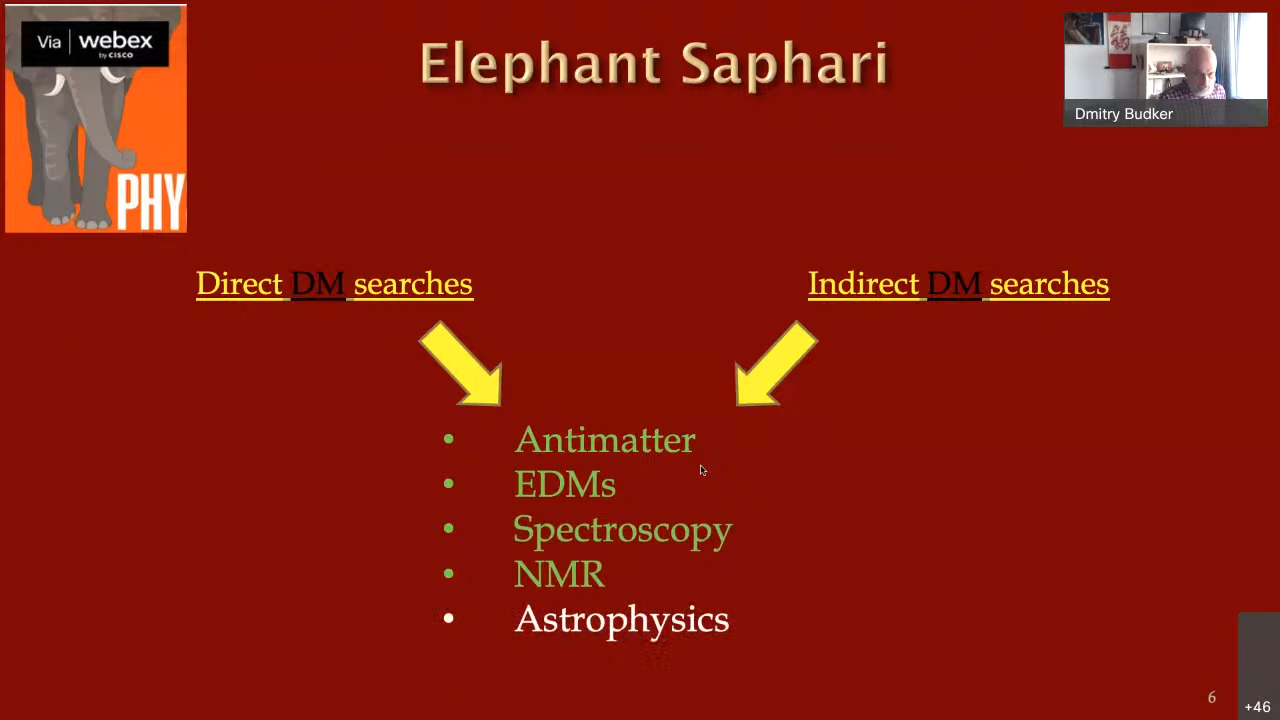 Via | webex
by CISCO
Elephant Saphari
Dmitry Budker
PHY
Direct DM searches
Indirect DM searches
• Antimatter
• EDMs
• Spectroscopy
• NMR
• Astrophysics
6
+46